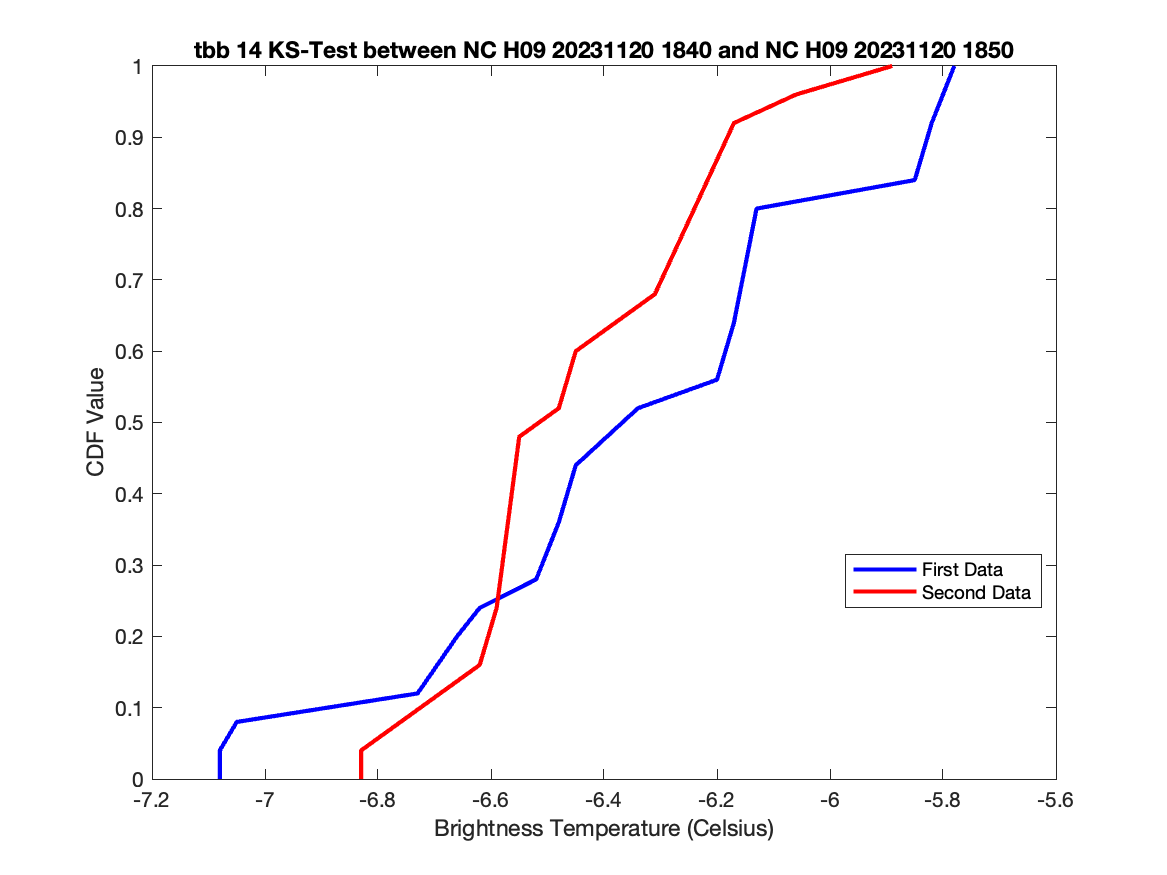 tbb 14 KS-Test between NC H09 20231120 1840 and NC H09 20231120 1850
1
0.9
0.8
0.7
0.6
0.5
0.4
0.3
0.2
0.1
0
CDF Value
First Data
Second Data
-7.2 -7 -6.8 -6.6 -6.4 -6.2 -6 -5.8 -5.6
Brightness Temperature (Celsius)